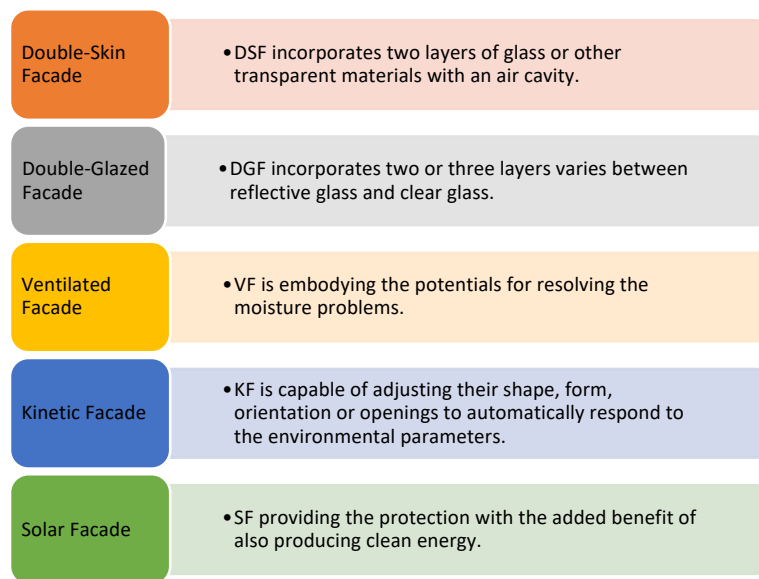 Double-Skin
Facade
•DSF incorporates two layers of glass or other
transparent materials with an air cavity.
Double-Glazed
Facade
•DGF incorporates two or three layers varies between
reflective glass and clear glass.
Ventilated
Facade
•VF is embodying the potentials for resolving the
moisture problems.
Kinetic Facade
•KF is capable of adjusting their shape, form,
orientation or openings to automatically respond to
the environmental parameters.
Solar Facade
•SF providing the protection with the added benefit of
also producing clean energy.